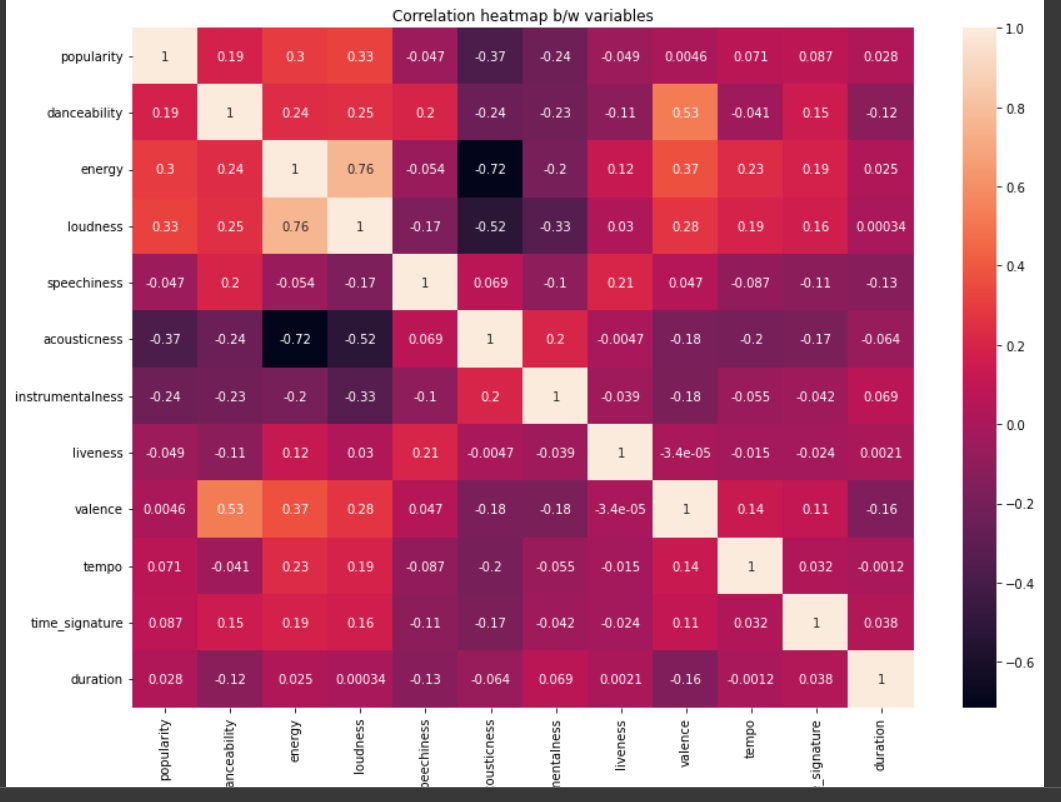 Correlation heatmap b/w variables
popularity 1 0.19 0.3 0.33 -0.047 -0.37 -0.24 -0.049 0.0046 0.071 0.087 0.028
danceability 0.19 1 0.24 0.25 0.2 -0.24 -0.23 -0.11 0.53 -0.041 0.15 -0.12
energy 0.3 0.24 1 0.76 -0.054 -0.72 -0.2 0.12 0.37 0.23 0.19 0.025
loudness 0.33 0.25 0.76 1 -0.17 -0.52 -0.33 0.03 0.28 0.19 0.16 0.00034
speechiness -0.047 0.2 -0.054 -0.17 1 0.069 -0.1 0.21 0.047 -0.087 -0.11 -0.13
acousticness -0.37 -0.24 -0.72 -0.52 0.069 1 0.2 -0.0047 -0.18 -0.2 -0.17 -0.064
instrumentalness -0.24 -0.23 -0.2 -0.33 -0.1 0.2 1 -0.039 -0.18 -0.055 -0.042 0.069
liveness -0.049 -0.11 0.12 0.03 0.21 -0.0047 -0.039 1 -3.4e-05 -0.015 -0.024 0.0021
valence 0.0046 0.53 0.37 0.28 0.047 -0.18 -0.18 -3.4e-05 1 0.14 0.11 -0.16
tempo 0.071 -0.041 0.23 0.19 -0.087 -0.2 -0.055 -0.015 0.14 1 0.032 -0.0012
time_signature 0.087 0.15 0.19 0.16 -0.11 -0.17 -0.042 -0.024 0.11 0.032 1 0.038
duration 0.028 -0.12 0.025 0.00034 -0.13 -0.064 0.069 0.0021 -0.16 -0.0012 0.038 1
popularity
anceability
energy
loudness
peechiness
ousticness
mentalness
liveness
valence
tempo
_signature
duration
1.0
0.8
0.6
0.4
0.2
0.0
−0.2
−0.4
−0.6